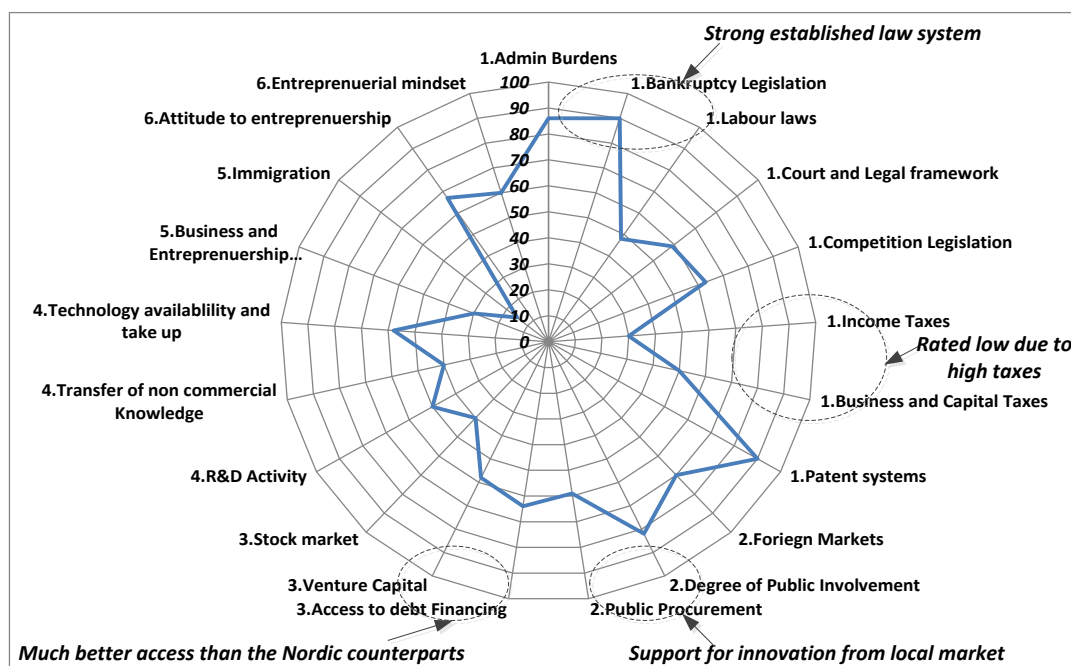 Strong established law system
1.Admin Burdens
6.Entreprenuerial mindset
1.Bankruptcy Legislation
6.Attitude to entreprenuership
1.Labour laws
5.Immigration
1.Court and Legal framework
5.Business and
Entreprenuership...
1.Competition Legislation
4.Technology availablility and
take up
1.Income Taxes
Rated low due to
high taxes
4.Transfer of non commercial
Knowledge
1.Business and Capital Taxes
4.R&D Activity
1.Patent systems
3.Stock market
2.Foriegn Markets
3.Venture Capital
2.Degree of Public Involvement
3.Access to debt Financing
2.Public Procurement
Much better access than the Nordic counterparts
Support for innovation from local market
100
90
80
70
60
50
40
30
20
10
0